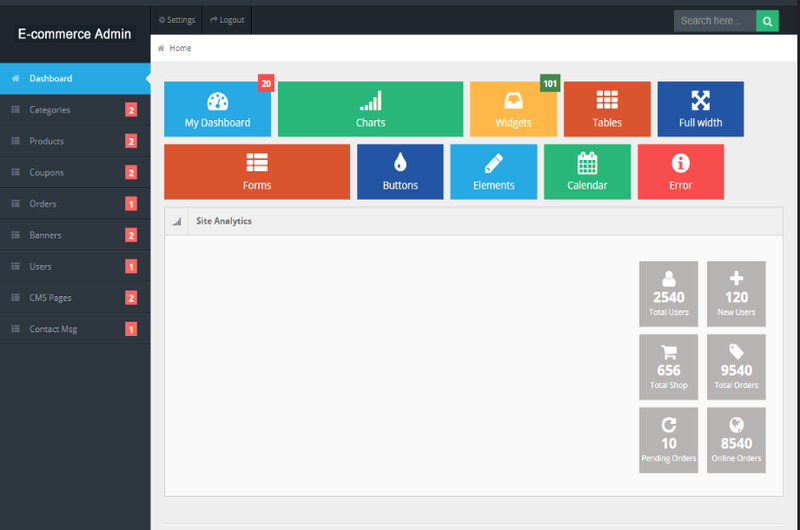 E-commerce Admin
Settings
Logout
Search here...
Home
Dashboard
Categories 2
Products 2
Coupons 2
Orders 1
Banners 2
Users 1
CMS Pages 2
Contact Msg 1
20
My Dashboard
Charts
101
Widgets
Tables
Full width
Forms
Buttons
Elements
Calendar
Error
Site Analytics
2540
Total Users
120
New Users
656
Total Shop
9540
Total Orders
10
Pending Orders
8540
Online Orders